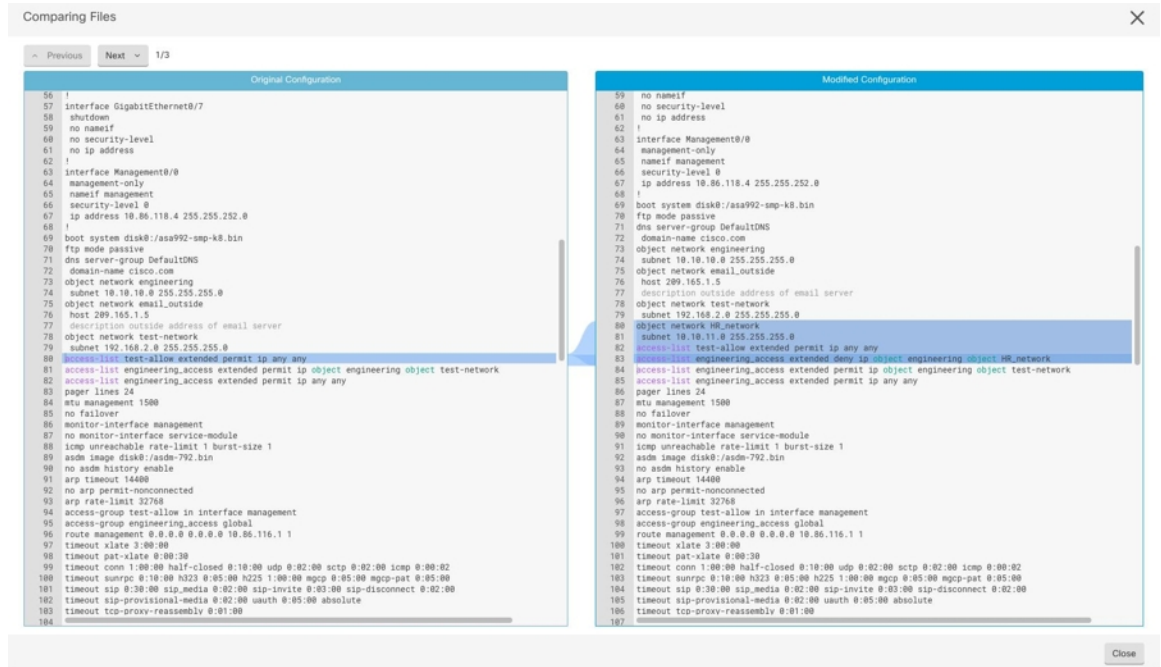 Comparing Files
Previous
Next
1/3
Original Configuration
56 !
57 interface GigabitEthernet0/7
58 shutdown
59 no nameif
60 no security-level
61 no ip address
62 !
63 interface Management0/0
64 management-only
65 nameif management
66 security-level 0
67 ip address 10.86.118.4 255.255.252.0
68 !
69 boot system disk0:/asa992-smp-k8.bin
70 ftp mode passive
71 dns server-group DefaultDNS
72 domain-name cisco.com
73 object network engineering
74 subnet 10.10.10.0 255.255.255.0
75 object network email_outside
76 host 209.165.1.5
77 description outside address of email server
78 object network test-network
79 subnet 192.168.2.0 255.255.255.0
80 access-list test-allow extended permit ip any any
81 access-list engineering_access extended permit ip object engineering object test-network
82 access-list engineering_access extended permit ip any any
83 pager lines 24
84 mtu management 1500
85 no failover
86 monitor-interface management
87 no monitor-interface service-module
88 icmp unreachable rate-limit 1 burst-size 1
89 asdm image disk0:/asdm-792.bin
90 no asdm history enable
91 arp timeout 14400
92 no arp permit-nonconnected
93 arp rate-limit 32768
94 access-group test-allow in interface management
95 access-group engineering_access global
96 route management 0.0.0.0 0.0.0.0 10.86.116.1 1
97 timeout xlate 3:00:00
98 timeout pat-xlate 0:00:30
99 timeout conn 1:00:00 half-closed 0:10:00 udp 0:02:00 sctp 0:02:00 icmp 0:00:02
100 timeout sunrpc 0:10:00 h323 0:05:00 h225 1:00:00 mgcp 0:05:00 mgcp-pat 0:05:00
101 timeout sip 0:30:00 sip_media 0:02:00 sip-invite 0:03:00 sip-disconnect 0:02:00
102 timeout sip-provisional-media 0:02:00 uauth 0:05:00 absolute
103 timeout tcp-proxy-reassembly 0:01:00
104
Modified Configuration
59 no nameif
60 no security-level
61 no ip address
62 !
63 interface Management0/0
64 management-only
65 nameif management
66 security-level 0
67 ip address 10.86.118.4 255.255.252.0
68 !
69 boot system disk0:/asa992-smp-k8.bin
70 ftp mode passive
71 dns server-group DefaultDNS
72 domain-name cisco.com
73 object network engineering
74 subnet 10.10.10.0 255.255.255.0
75 object network email_outside
76 host 209.165.1.5
77 description outside address of email server
78 object network test-network
79 subnet 192.168.2.0 255.255.255.0
80 object network HR_network
81 subnet 10.10.11.0 255.255.255.0
82 access-list test-allow extended permit ip any any
83 access-list engineering_access extended deny ip object engineering object HR_network
84 access-list engineering_access extended permit ip object engineering object test-network
85 access-list engineering_access extended permit ip any any
86 pager lines 24
87 mtu management 1500
88 no failover
89 monitor-interface management
90 no monitor-interface service-module
91 icmp unreachable rate-limit 1 burst-size 1
92 asdm image disk0:/asdm-792.bin
93 no asdm history enable
94 arp timeout 14400
95 no arp permit-nonconnected
96 arp rate-limit 32768
97 access-group test-allow in interface management
98 access-group engineering_access global
99 route management 0.0.0.0 0.0.0.0 10.86.116.1 1
100 timeout xlate 3:00:00
101 timeout pat-xlate 0:00:30
102 timeout conn 1:00:00 half-closed 0:10:00 udp 0:02:00 sctp 0:02:00 icmp 0:00:02
103 timeout sunrpc 0:10:00 h323 0:05:00 h225 1:00:00 mgcp 0:05:00 mgcp-pat 0:05:00
104 timeout sip 0:30:00 sip_media 0:02:00 sip-invite 0:03:00 sip-disconnect 0:02:00
105 timeout sip-provisional-media 0:02:00 uauth 0:05:00 absolute
106 timeout tcp-proxy-reassembly 0:01:00
107
Close